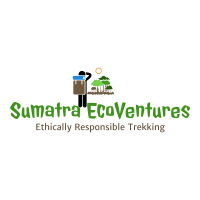 Sumatra EcoVentures
Ethically Responsible Trekking